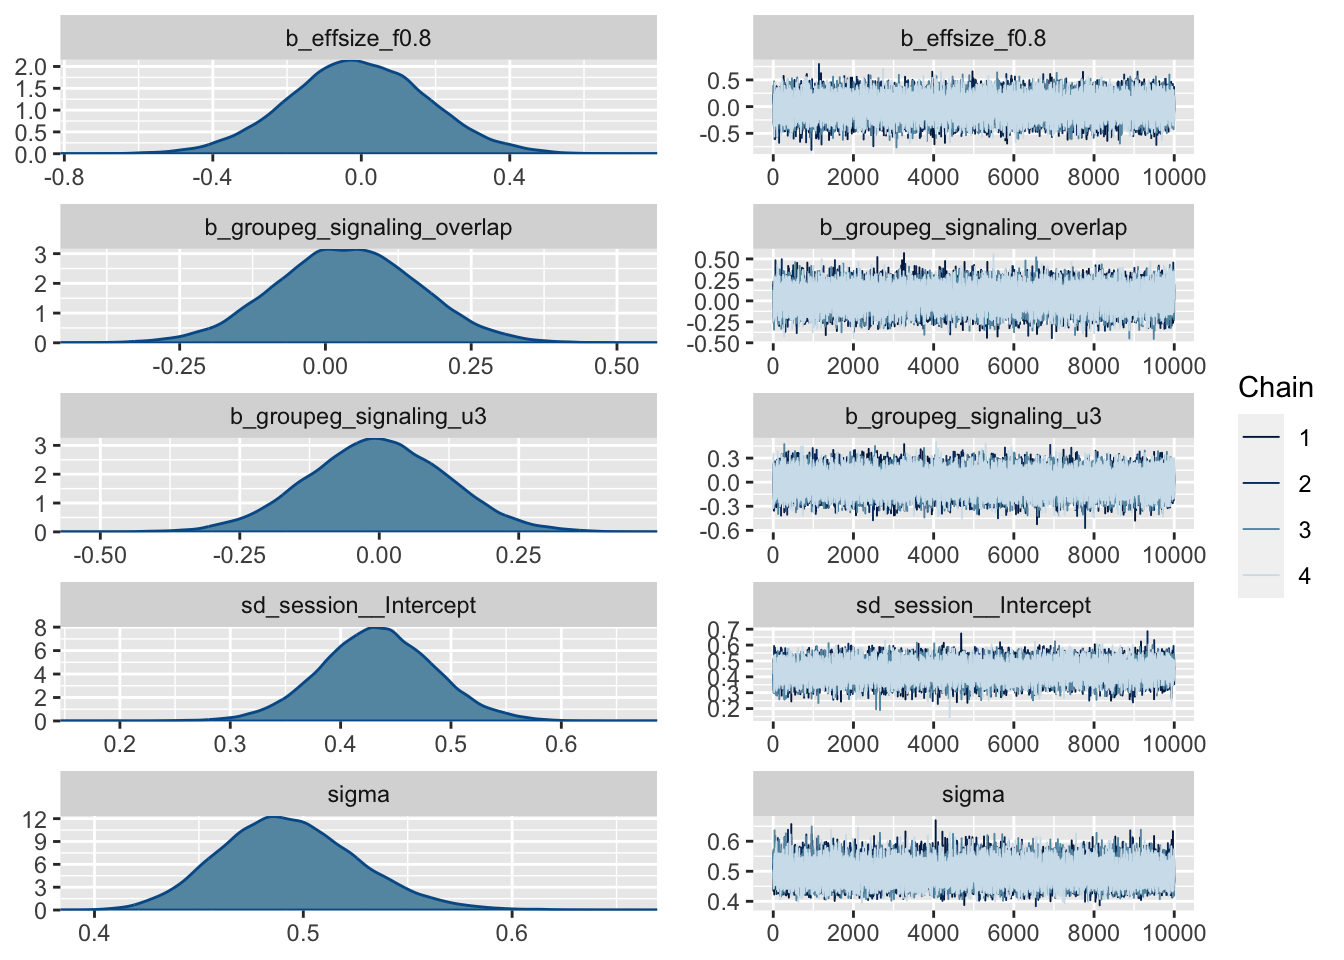 b_effsize_f0.8
2.0
1.5
1.0
0.5
0.0
-0.8 -0.4 0.0 0.4
b_effsize_f0.8
0.5
0.0
-0.5
0 2000 4000 6000 8000 10000
b_groupeg_signaling_overlap
3
2
1
0
-0.25 0.00 0.25 0.50
b_groupeg_signaling_overlap
0.50
0.25
0.00
-0.25
-0.50
0 2000 4000 6000 8000 10000
b_groupeg_signaling_u3
3
2
1
0
-0.50 -0.25 0.00 0.25
b_groupeg_signaling_u3
0.3
0.0
-0.3
-0.6
0 2000 4000 6000 8000 10000
sd_session__Intercept
8
6
4
2
0
0.2 0.3 0.4 0.5 0.6
sd_session__Intercept
0.7
0.6
0.5
0.4
0.3
0.2
0 2000 4000 6000 8000 10000
sigma
12
9
6
3
0
0.4 0.5 0.6
sigma
0.6
0.5
0.4
0 2000 4000 6000 8000 10000
Chain
1
2
3
4